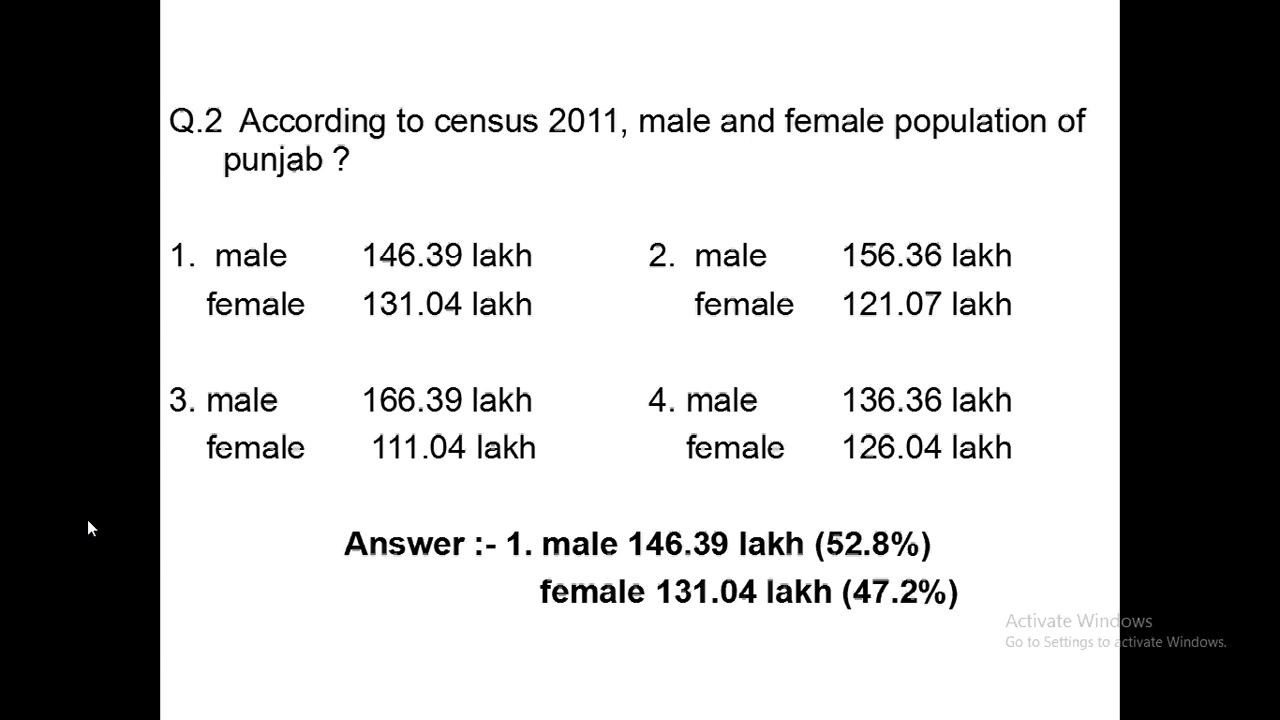 Q.2 According to census 2011, male and female population of
punjab ?
1. male 146.39 lakh 2. male 156.36 lakh
female 131.04 lakh female 121.07 lakh
3. male 166.39 lakh 4. male 136.36 lakh
female 111.04 lakh female 126.04 lakh
Answer :- 1. male 146.39 lakh (52.8%)
female 131.04 lakh (47.2%)
Activate Windows
Go to Settings to activate Windows.